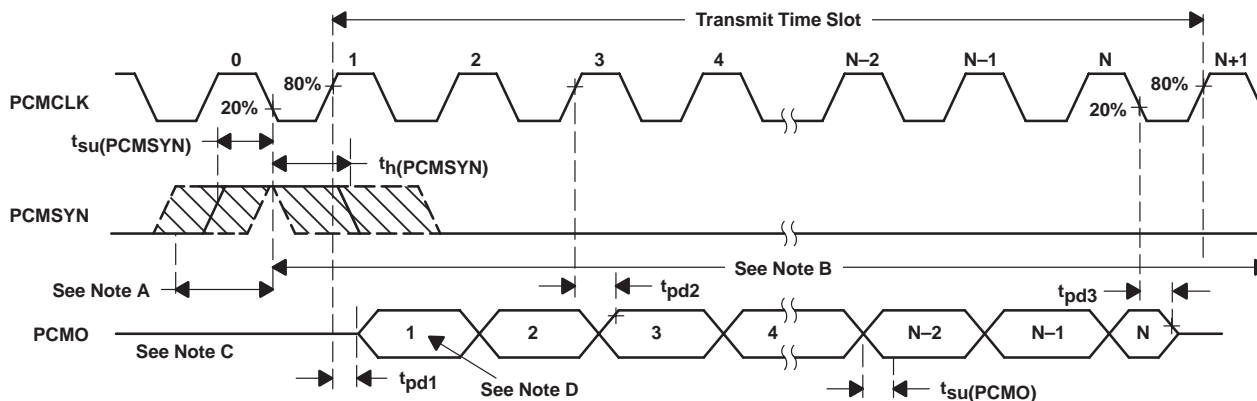 Transmit Time Slot
0 1 2 3 4 N–2 N–1 N N+1
80% 80%
PCMCLK
20% 20%
tsu(PCMSYN)
th(PCMSYN)
PCMSYN
See Note B
See Note A
tpd2 tpd3
PCMO
1 2 3 4 N–2 N–1 N
See Note C
tpd1 See Note D tsu(PCMO)